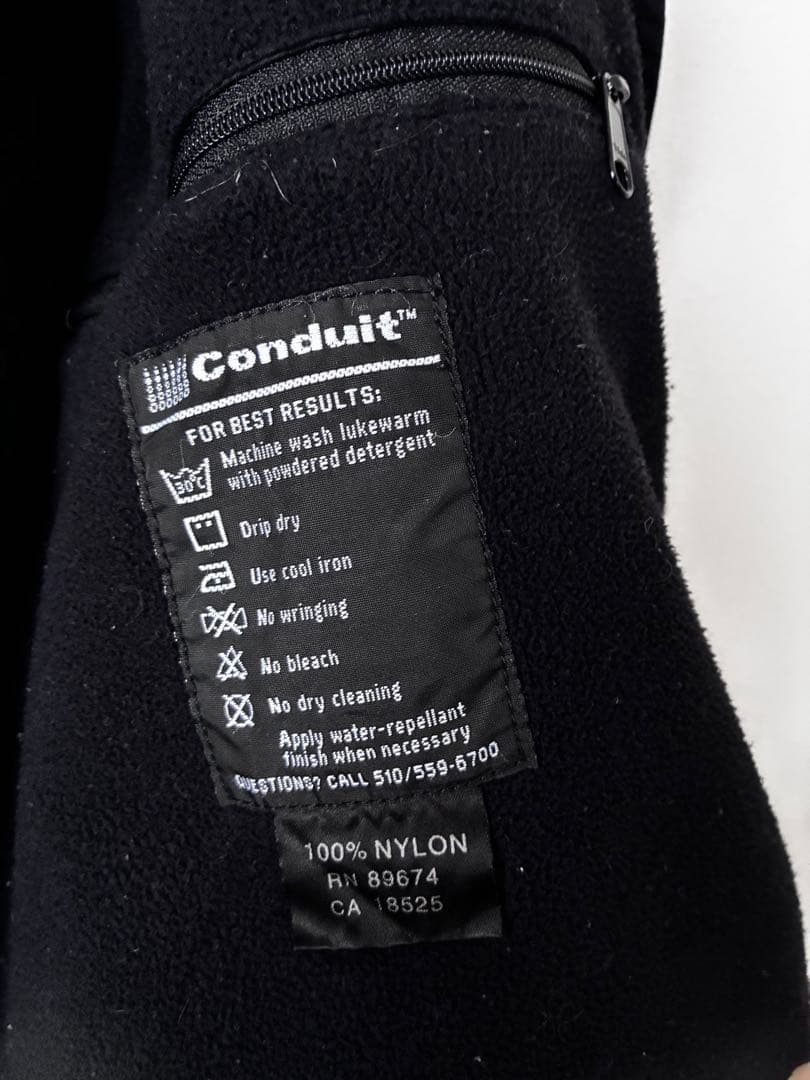 Conduit™
FOR BEST RESULTS:
30°C
Machine wash lukewarm
with powdered detergent
Drip dry
Use cool iron
No wringing
No bleach
No dry cleaning
Apply water-repellant
finish when necessary
QUESTIONS? CALL 510/559-6700
100% NYLON
RN 89674
CA 18525